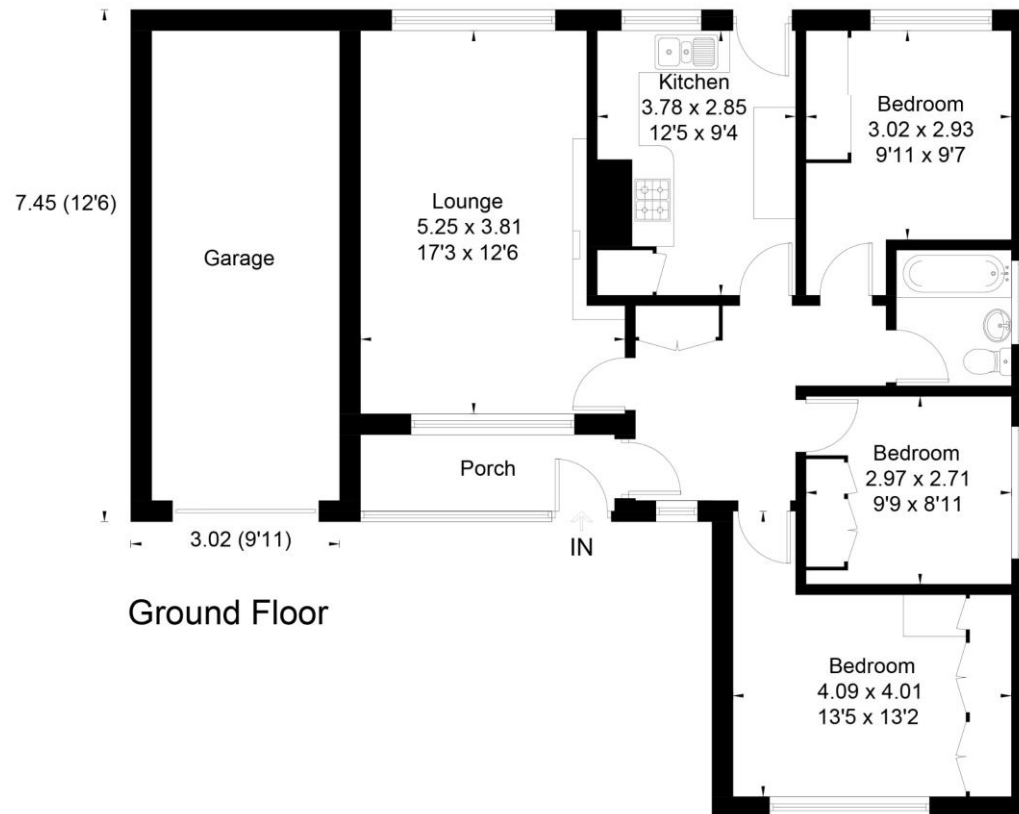 Kitchen
3.78 x 2.85
12'5 x 9'4
Bedroom
3.02 x 2.93
9'11 x 9'7
7.45 (12'6)
Lounge
5.25 x 3.81
17'3 x 12'6
Garage
Porch
Bedroom
2.97 x 2.71
9'9 x 8'11
3.02 (9'11)
IN
Ground Floor
Bedroom
4.09 x 4.01
13'5 x 13'2